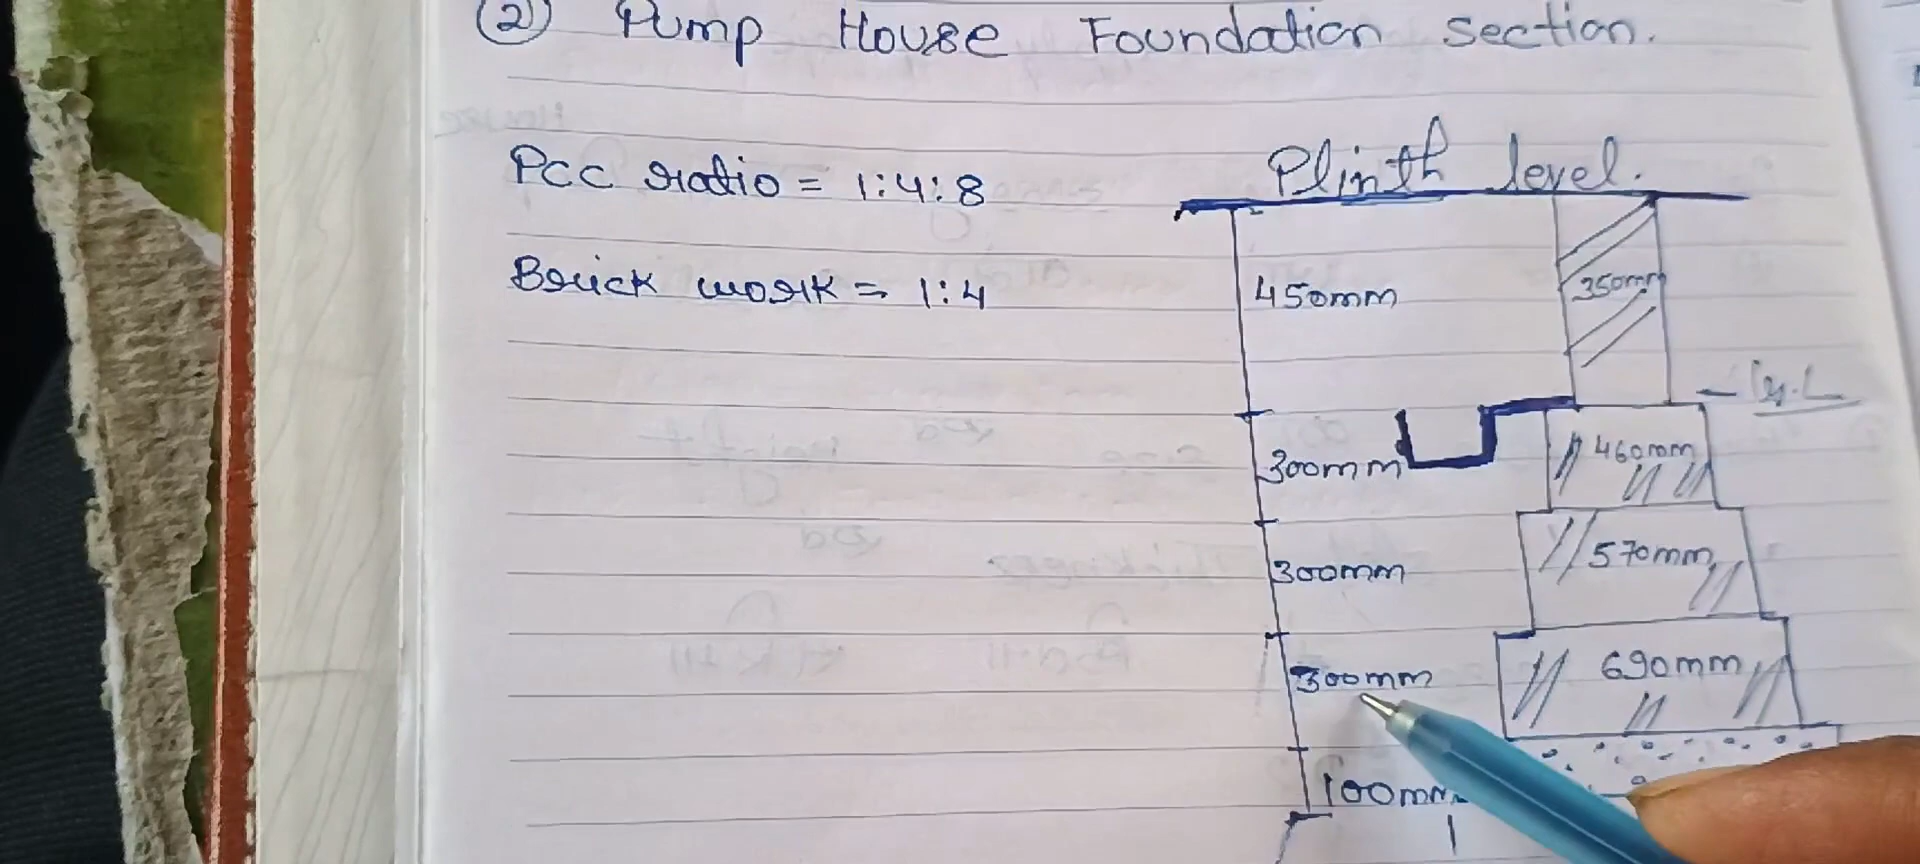 (2) Pump House Foundation section.
PCC ratio = 1:4:8
Plinth level.
Brick work = 1:4
450mm
350mm
G.L
300mm
460mm
300mm
570mm
300mm
690mm
100mm